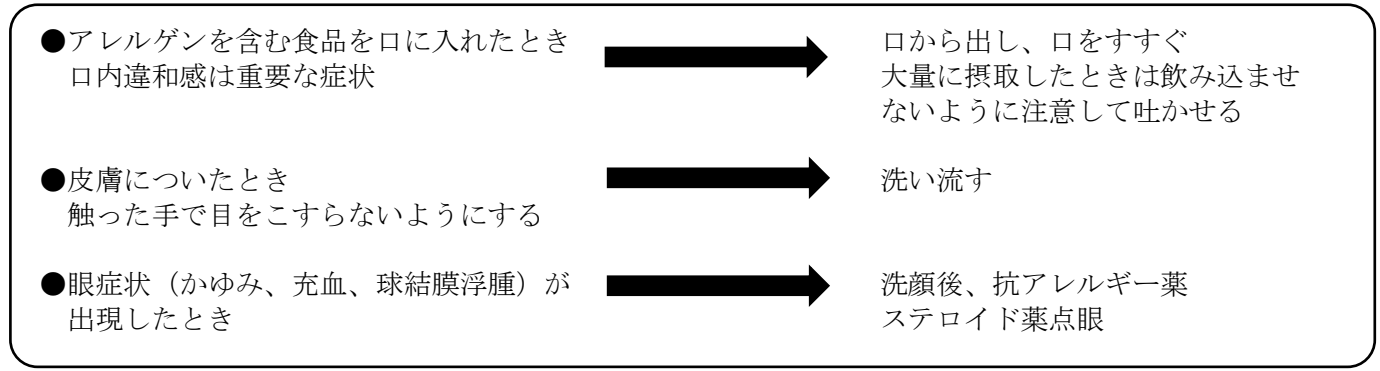 ●アレルゲンを含む食品を口に入れたとき
口内違和感は重要な症状
口から出し、口をすすぐ
大量に摂取したときは飲み込ませ
ないように注意して吐かせる
●皮膚についたとき
触った手で目をこすらないようにする
洗い流す
●眼症状（かゆみ、充血、球結膜浮腫）が
出現したとき
洗顔後、抗アレルギー薬
ステロイド薬点眼